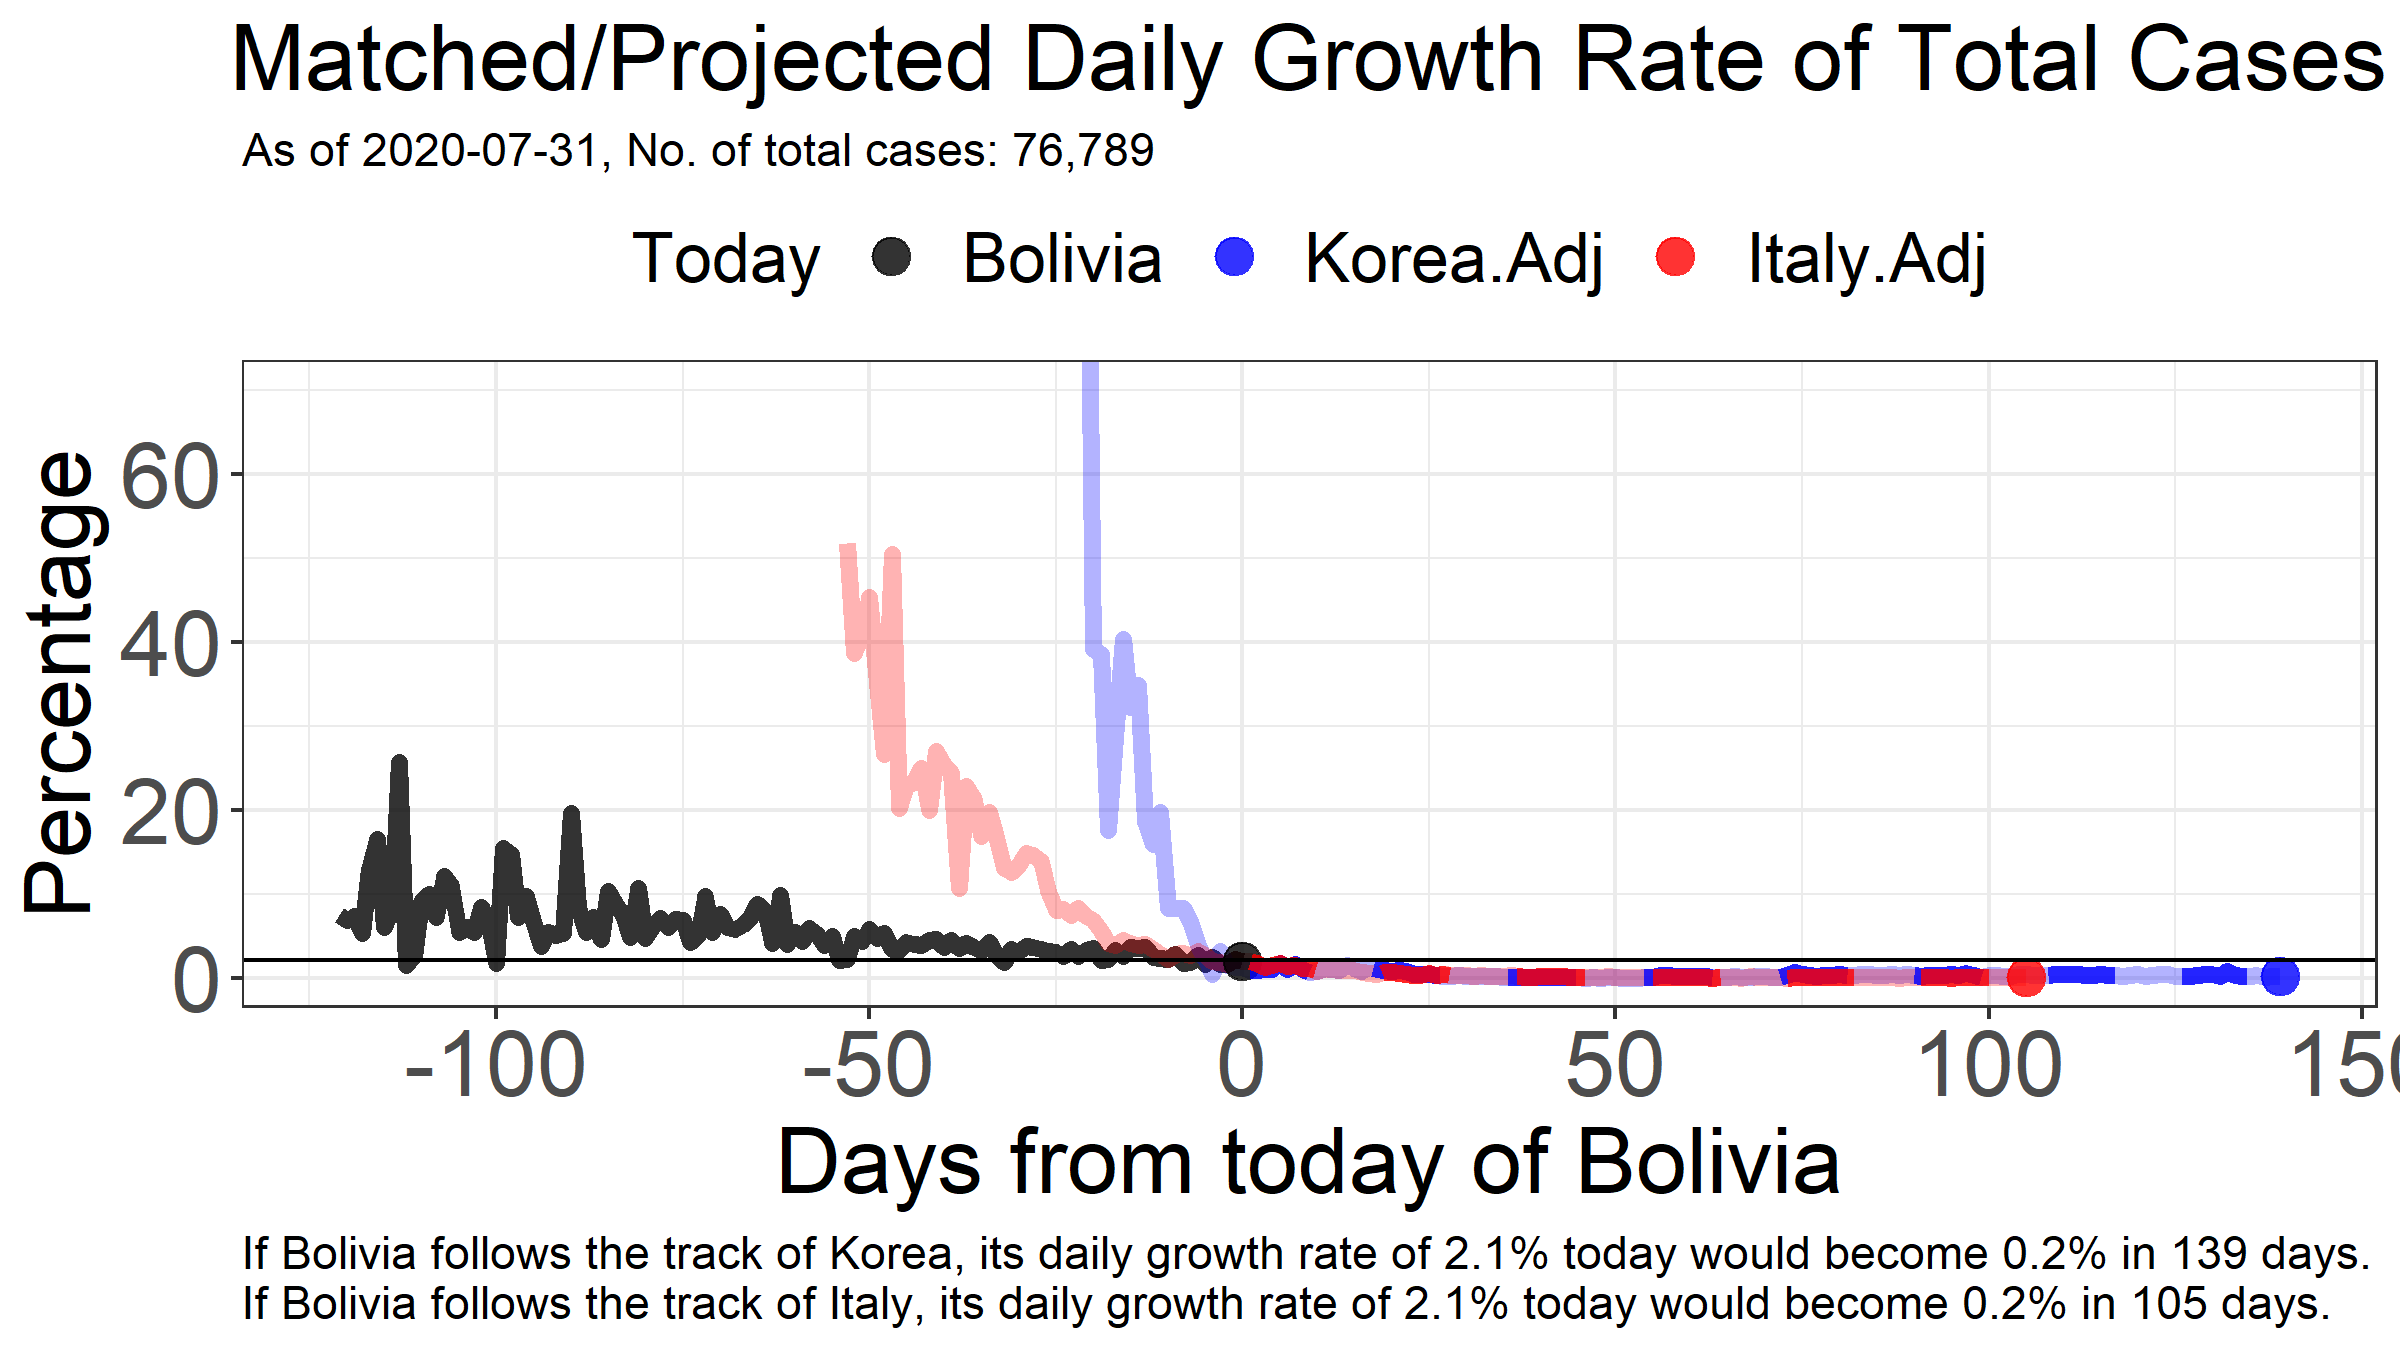 Matched/Projected Daily Growth Rate of Total Cases
As of 2020-07-31, No. of total cases: 76,789
Today Bolivia Korea.Adj Italy.Adj
Percentage
60
40
20
0
-100 -50 0 50 100 150
Days from today of Bolivia
If Bolivia follows the track of Korea, its daily growth rate of 2.1% today would become 0.2% in 139 days.
If Bolivia follows the track of Italy, its daily growth rate of 2.1% today would become 0.2% in 105 days.